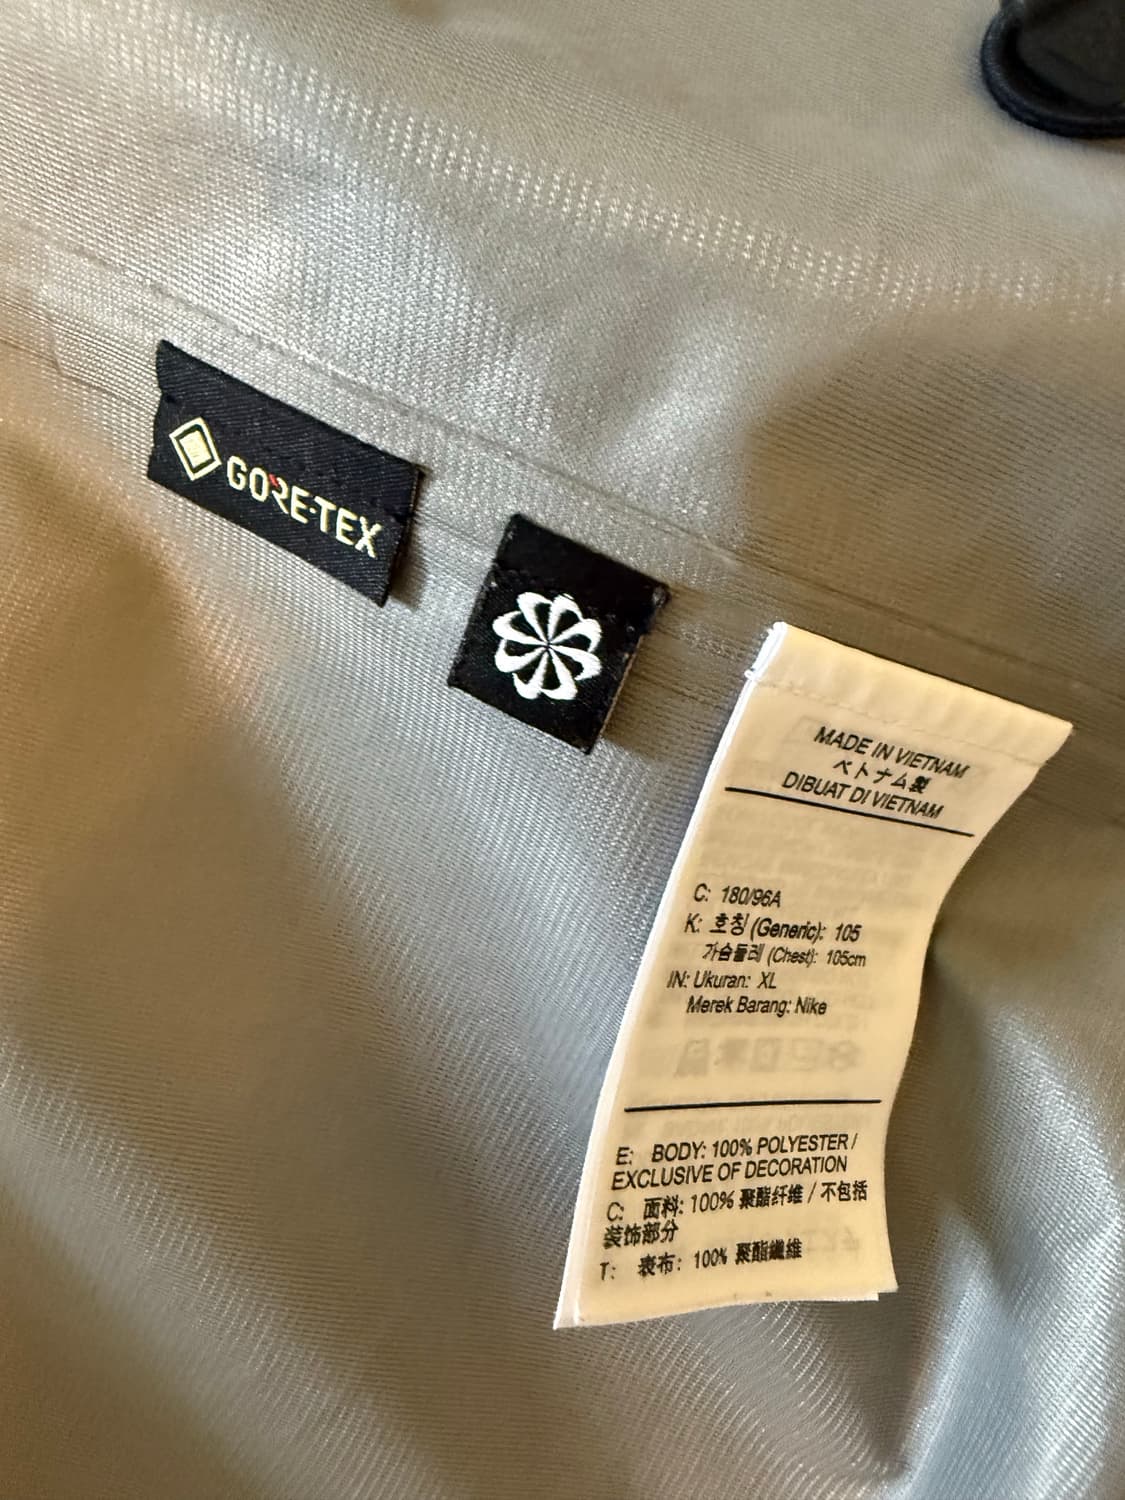 GORE-TEX
MADE IN VIETNAM
ベトナム製
DIBUAT DI VIETNAM
C: 180/96A
K: 호칭 (Generic): 105
가슴둘레 (Chest): 105cm
IN: Ukuran: XL
Merek Barang: Nike
E: BODY: 100% POLYESTER /
EXCLUSIVE OF DECORATION
C: 面料: 100% 聚酯纤维 / 不包括
装饰部分
T: 表布: 100% 聚酯纖維